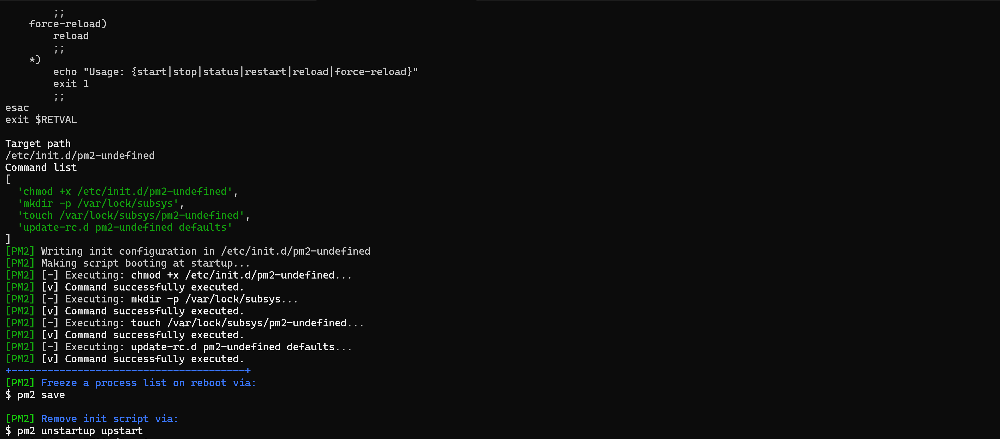 ;;
force-reload)
reload
;;
*)
echo "Usage: {start|stop|status|restart|reload|force-reload}"
exit 1
;;
esac
exit $RETVAL
Target path
/etc/init.d/pm2-undefined
Command list
[
'chmod +x /etc/init.d/pm2-undefined',
'mkdir -p /var/lock/subsys',
'touch /var/lock/subsys/pm2-undefined',
'update-rc.d pm2-undefined defaults'
]
[PM2] Writing init configuration in /etc/init.d/pm2-undefined
[PM2] Making script booting at startup...
[PM2] [-] Executing: chmod +x /etc/init.d/pm2-undefined...
[PM2] [v] Command successfully executed.
[PM2] [-] Executing: mkdir -p /var/lock/subsys...
[PM2] [v] Command successfully executed.
[PM2] [-] Executing: touch /var/lock/subsys/pm2-undefined...
[PM2] [v] Command successfully executed.
[PM2] [-] Executing: update-rc.d pm2-undefined defaults...
[PM2] [v] Command successfully executed.
+---------------------------------------+
[PM2] Freeze a process list on reboot via:
$ pm2 save
[PM2] Remove init script via:
$ pm2 unstartup upstart